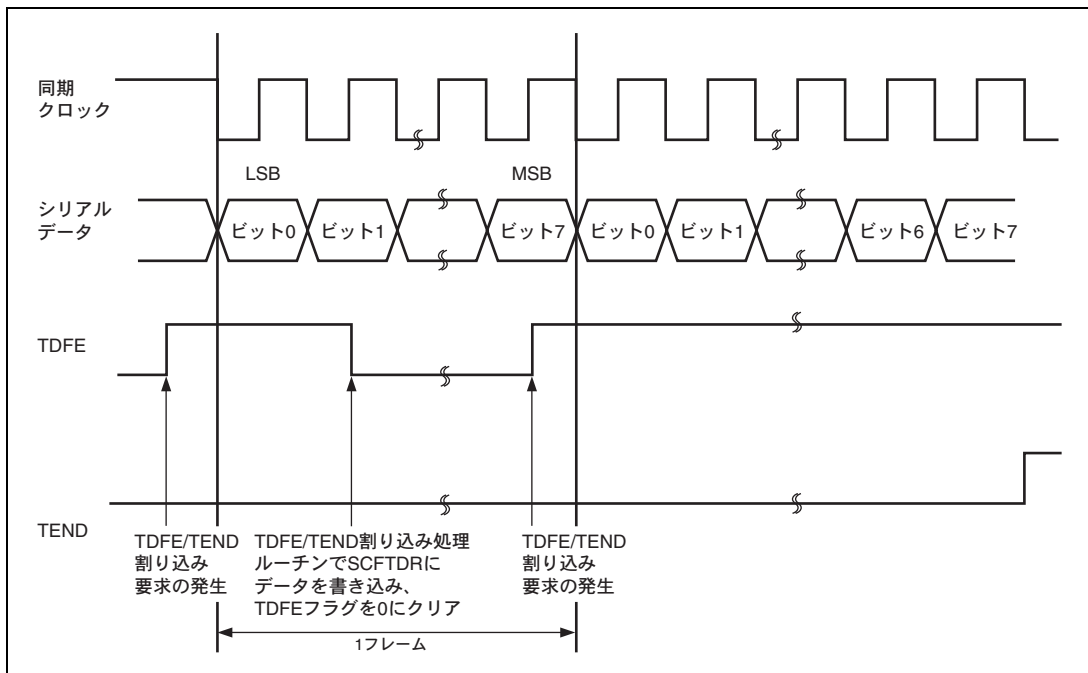 同期
クロック
LSB
MSB
シリアル
データ
ビット0
ビット1
ビット7
ビット0
ビット1
ビット6
ビット7
TDFE
TEND
TDFE/TEND
割り込み
要求の発生
TDFE/TEND割り込み処理
ルーチンでSCFTDRに
データを書き込み、
TDFEフラグを0にクリア
TDFE/TEND
割り込み
要求の発生
1フレーム